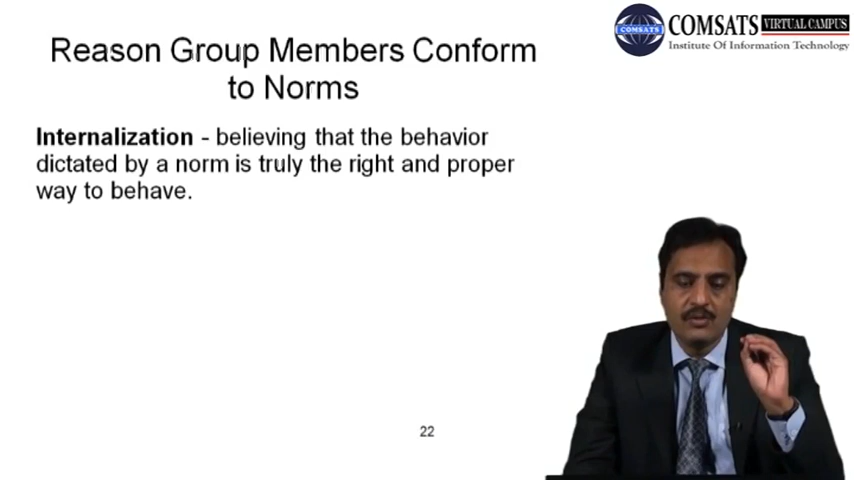 COMSATS
COMSATS VIRTUAL CAMPUS
Institute Of Information Technology
Reason Group Members Conform
to Norms
Internalization - believing that the behavior
dictated by a norm is truly the right and proper
way to behave.
22